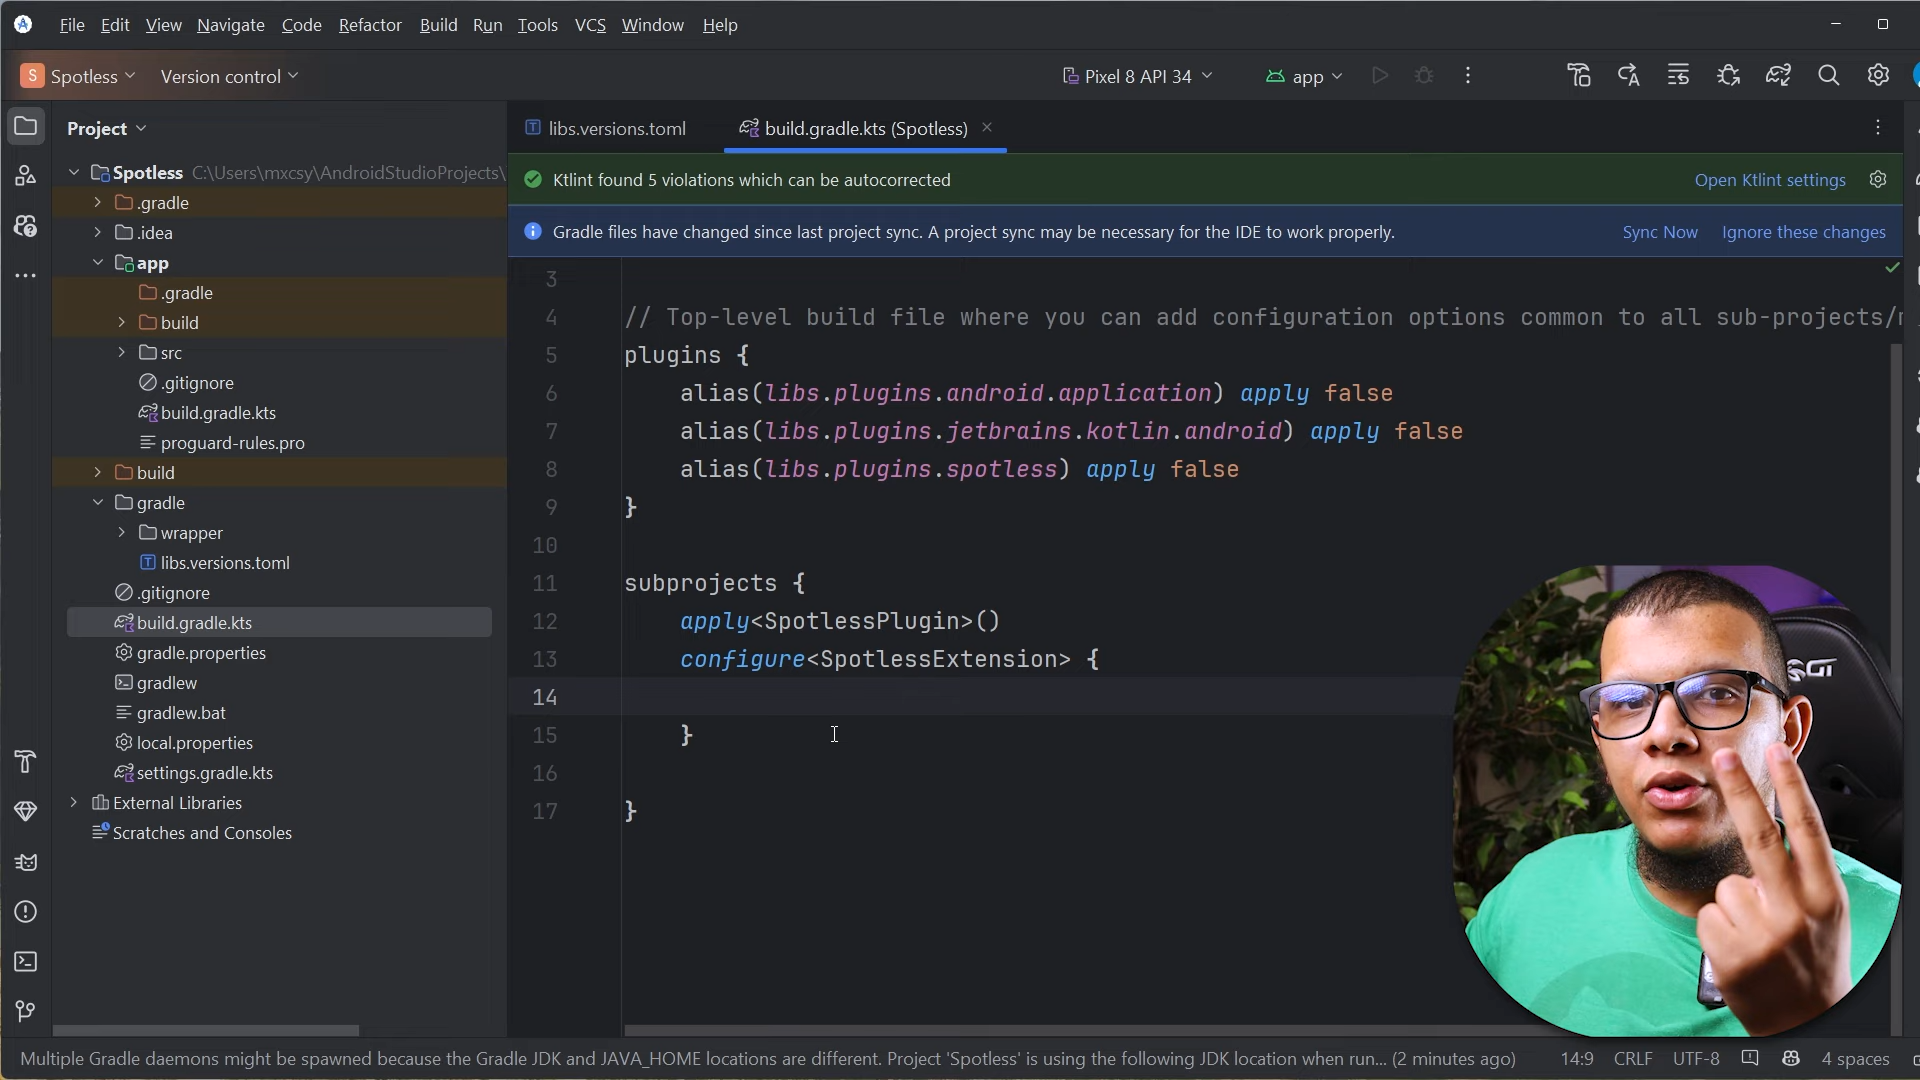 File Edit View Navigate Code Refactor Build Run Tools VCS Window Help
S Spotless Version control Pixel 8 API 34 app
Project
libs.versions.toml build.gradle.kts (Spotless)
Spotless C:\Users\mxcsy\AndroidStudioProjects\
.gradle
.idea
app
.gradle
build
src
.gitignore
build.gradle.kts
proguard-rules.pro
build
gradle
wrapper
libs.versions.toml
.gitignore
build.gradle.kts
gradle.properties
gradlew
gradlew.bat
local.properties
settings.gradle.kts
External Libraries
Scratches and Consoles
Ktlint found 5 violations which can be autocorrected Open Ktlint settings
Gradle files have changed since last project sync. A project sync may be necessary for the IDE to work properly. Sync Now Ignore these changes
3
4 // Top-level build file where you can add configuration options common to all sub-projects/
5 plugins {
6 alias(libs.plugins.android.application) apply false
7 alias(libs.plugins.jetbrains.kotlin.android) apply false
8 alias(libs.plugins.spotless) apply false
9 }
10
11 subprojects {
12 apply<SpotlessPlugin>()
13 configure<SpotlessExtension> {
14
15 }
16
17 }
Multiple Gradle daemons might be spawned because the Gradle JDK and JAVA_HOME locations are different. Project 'Spotless' is using the following JDK location when run... (2 minutes ago) 14:9 CRLF UTF-8 4 spaces